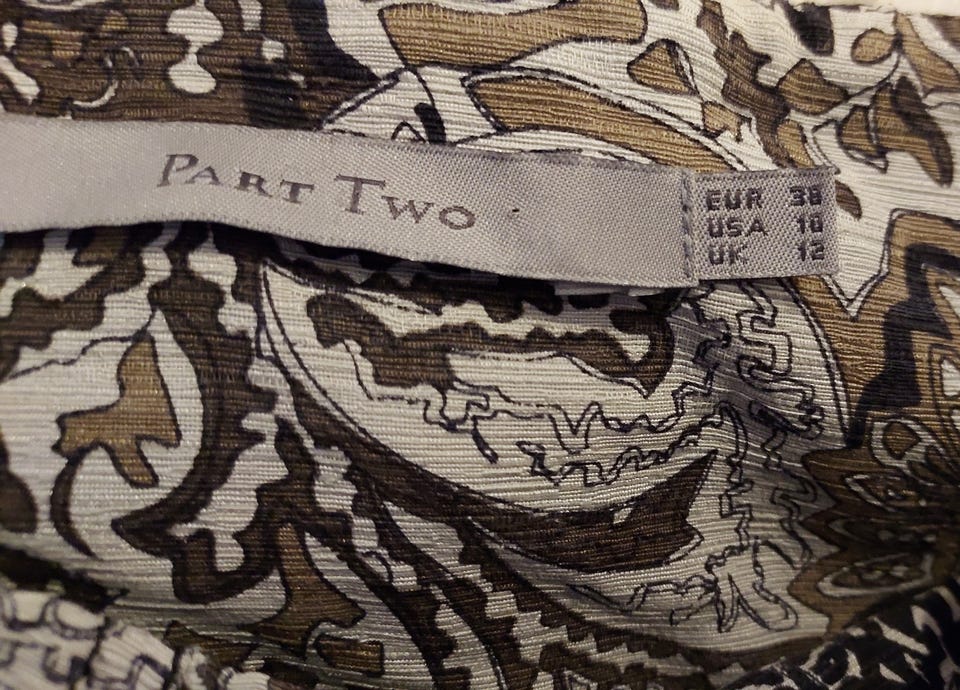 PART TWO
EUR 38
USA 10
UK 12